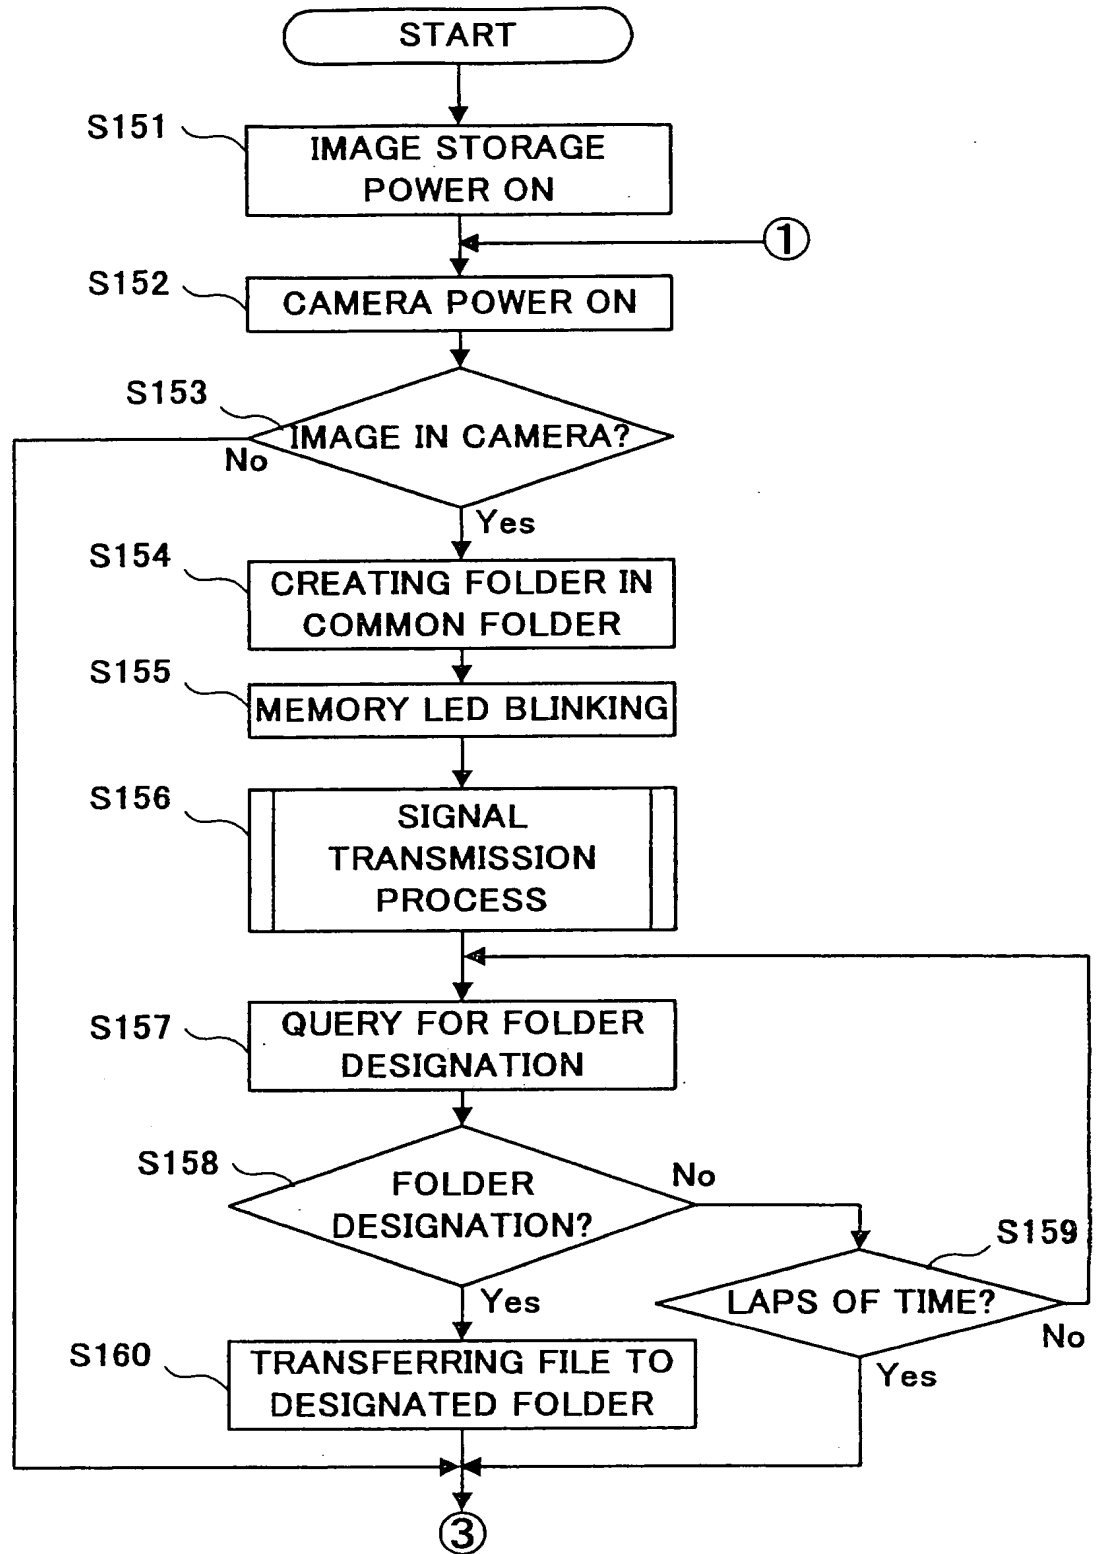 START
S151
IMAGE STORAGE
POWER ON
1
S152
CAMERA POWER ON
S153
IMAGE IN CAMERA?
No
Yes
S154
CREATING FOLDER IN
COMMON FOLDER
S155
MEMORY LED BLINKING
S156
SIGNAL
TRANSMISSION
PROCESS
S157
QUERY FOR FOLDER
DESIGNATION
S158
FOLDER
DESIGNATION?
No
Yes
S159
LAPS OF TIME?
No
Yes
S160
TRANSFERRING FILE TO
DESIGNATED FOLDER
3